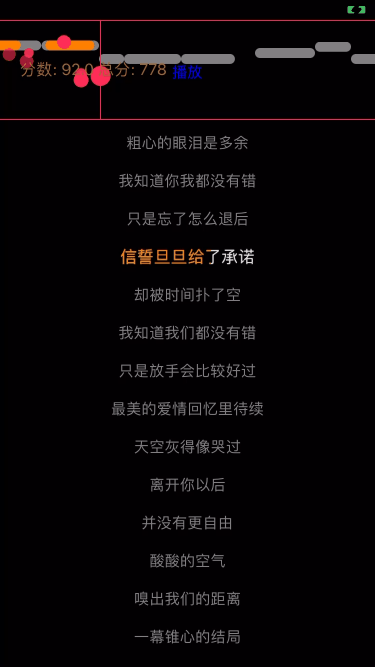 分数: 92.0 总分: 778 播放
粗心的眼泪是多余
我知道你我都没有错
只是忘了怎么退后
信誓旦旦给了承诺
却被时间扑了空
我知道我们都没有错
只是放手会比较好过
最美的爱情回忆里待续
天空灰得像哭过
离开你以后
并没有更自由
酸酸的空气
嗅出我们的距离
一幕锥心的结局